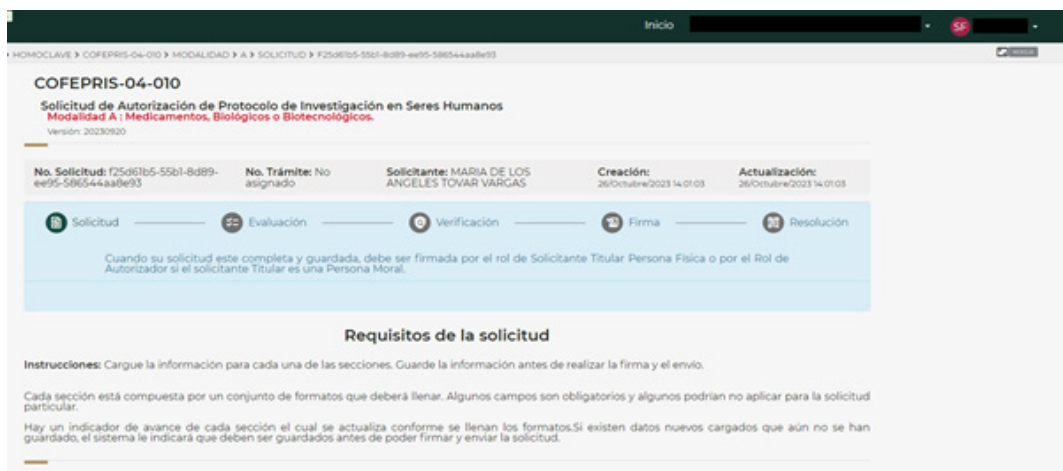 Inicio
SF
HOMOCLAVE > COFEPRIS-04-010 > MODALIDAD > A > SOLICITUD > F25d61b5-55b1-8d89-ee95-586544aa8e93
COFEPRIS-04-010
Solicitud de Autorización de Protocolo de Investigación en Seres Humanos
Modalidad A : Medicamentos, Biológicos o Biotecnológicos.
Versión: 20230920
No. Solicitud: f25d61b5-55b1-8d89- No. Trámite: No Solicitante: MARIA DE LOS Creación: Actualización:
ee95-586544aa8e93 asignado ANGELES TOVAR VARGAS 26/Octubre/2023 14:01:03 26/Octubre/2023 14:01:03
Solicitud Evaluación Verificación Firma Resolución
Cuando su solicitud este completa y guardada, debe ser firmada por el rol de Solicitante Titular Persona Física o por el Rol de
Autorizador si el solicitante Titular es una Persona Moral.
Requisitos de la solicitud
Instrucciones: Cargue la información para cada una de las secciones. Guarde la información antes de realizar la firma y el envío.
Cada sección está compuesta por un conjunto de formatos que deberá llenar. Algunos campos son obligatorios y algunos podrían no aplicar para la solicitud
particular.
Hay un indicador de avance de cada sección el cual se actualiza conforme se llenan los formatos.Si existen datos nuevos cargados que aún no se han
guardado, el sistema le indicará que deben ser guardados antes de poder firmar y enviar la solicitud.